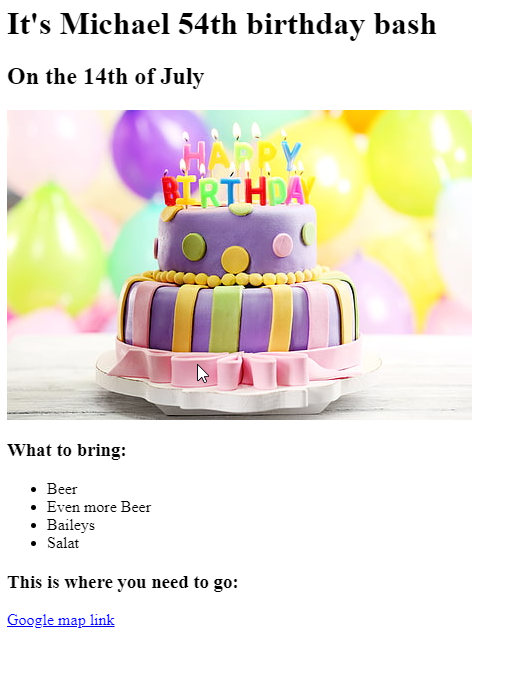 It's Michael 54th birthday bash
On the 14th of July
HAPPY
BIRTHDAY
What to bring:
Beer
Even more Beer
Baileys
Salat
This is where you need to go:
Google map link